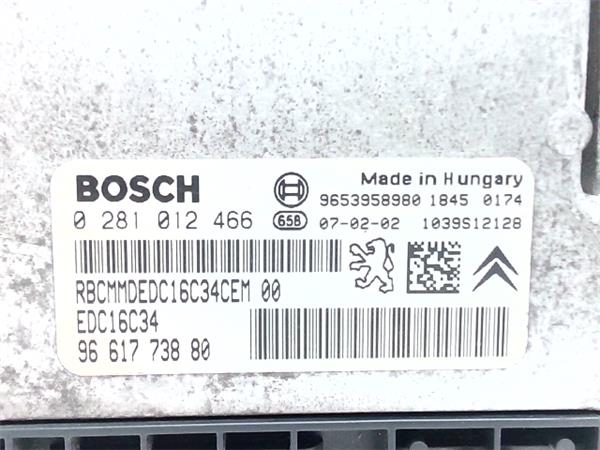 BOSCH
Made in Hungary
9653958980 1845 0174
0 281 012 466 65B 07-02-02 1039S12128
RBCMMDEDC16C34CEM 00
EDC16C34
96 617 738 80